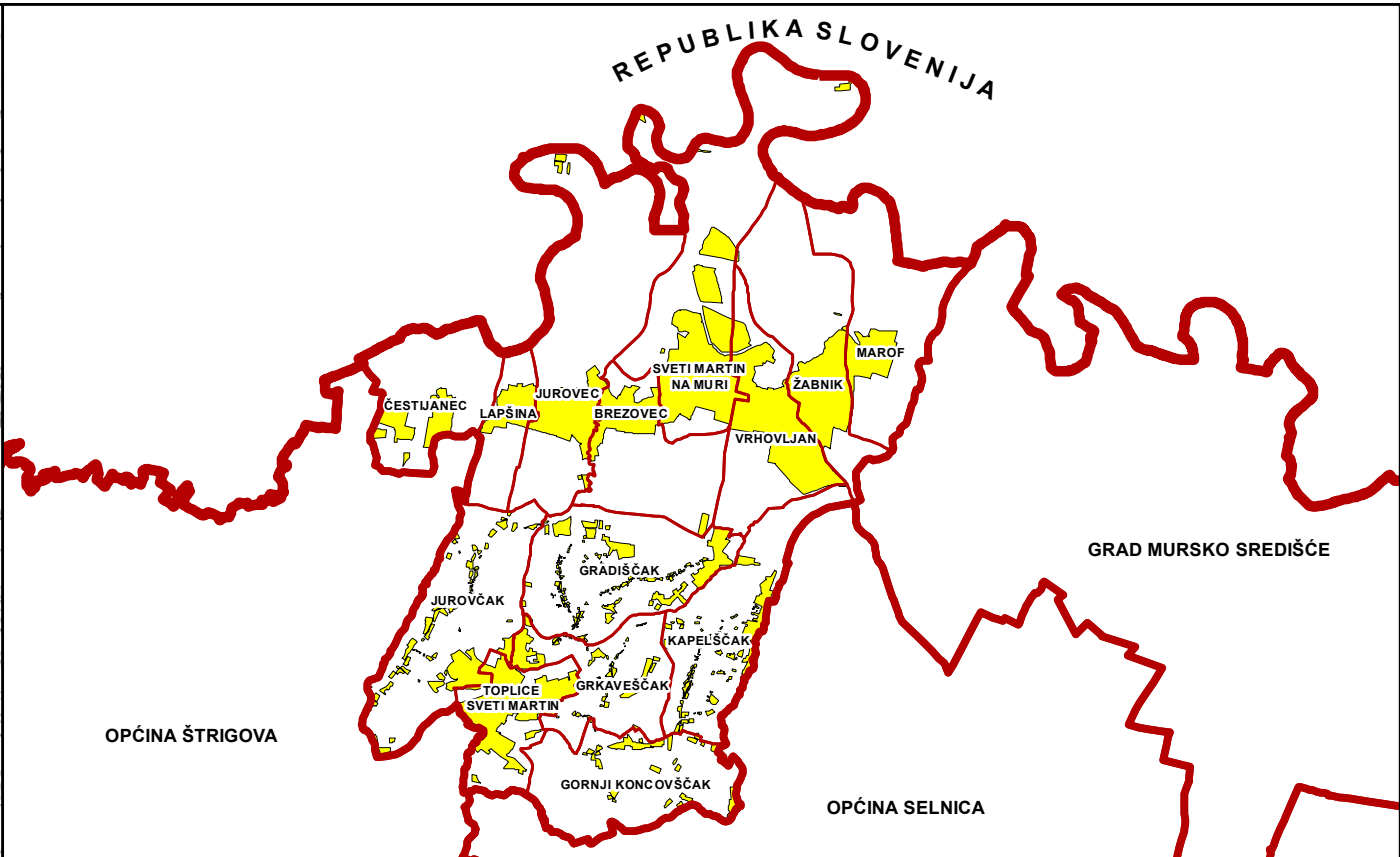 REPUBLIKA SLOVENIJA
MAROF
SVETI MARTIN
NA MURI
ŽABNIK
ČESTIJANEC
LAPŠINA
JUROVEC
BREZOVEC
VRHOVLJAN
GRAD MURSKO SREDIŠĆE
GRADIŠČAK
JUROVČAK
KAPELŠČAK
GRKAVEŠČAK
TOPLICE
SVETI MARTIN
OPĆINA ŠTRIGOVA
GORNJI KONCOVŠČAK
OPĆINA SELNICA